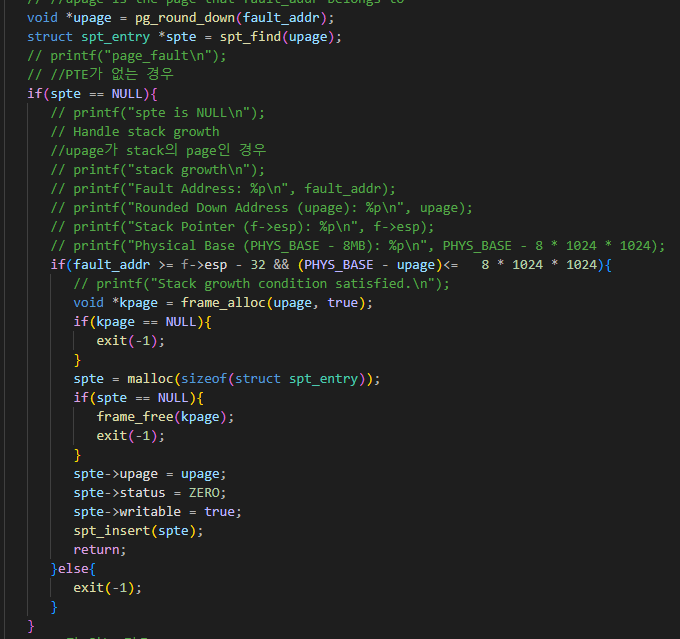 // //upage is the page that fault_addr belongs to
void *upage = pg_round_down(fault_addr);
struct spt_entry *spte = spt_find(upage);
// printf("page_fault\n");
// //PTE가 없는 경우
if(spte == NULL){
// printf("spte is NULL\n");
// Handle stack growth
//upage가 stack의 page인 경우
// printf("stack growth\n");
// printf("Fault Address: %p\n", fault_addr);
// printf("Rounded Down Address (upage): %p\n", upage);
// printf("Stack Pointer (f->esp): %p\n", f->esp);
// printf("Physical Base (PHYS_BASE - 8MB): %p\n", PHYS_BASE - 8 * 1024 * 1024);
if(fault_addr >= f->esp - 32 && (PHYS_BASE - upage)<=   8 * 1024 * 1024){
// printf("Stack growth condition satisfied.\n");
void *kpage = frame_alloc(upage, true);
if(kpage == NULL){
exit(-1);
}
spte = malloc(sizeof(struct spt_entry));
if(spte == NULL){
frame_free(kpage);
exit(-1);
}
spte->upage = upage;
spte->status = ZERO;
spte->writable = true;
spt_insert(spte);
return;
}else{
exit(-1);
}
}